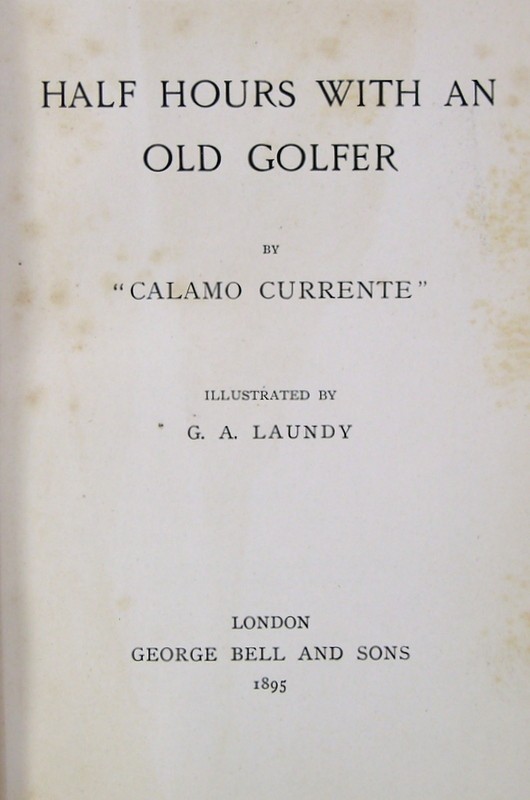 HALF HOURS WITH AN
OLD GOLFER
BY
"CALAMO CURRENTE"
ILLUSTRATED BY
G. A. LAUNDY
LONDON
GEORGE BELL AND SONS
1895